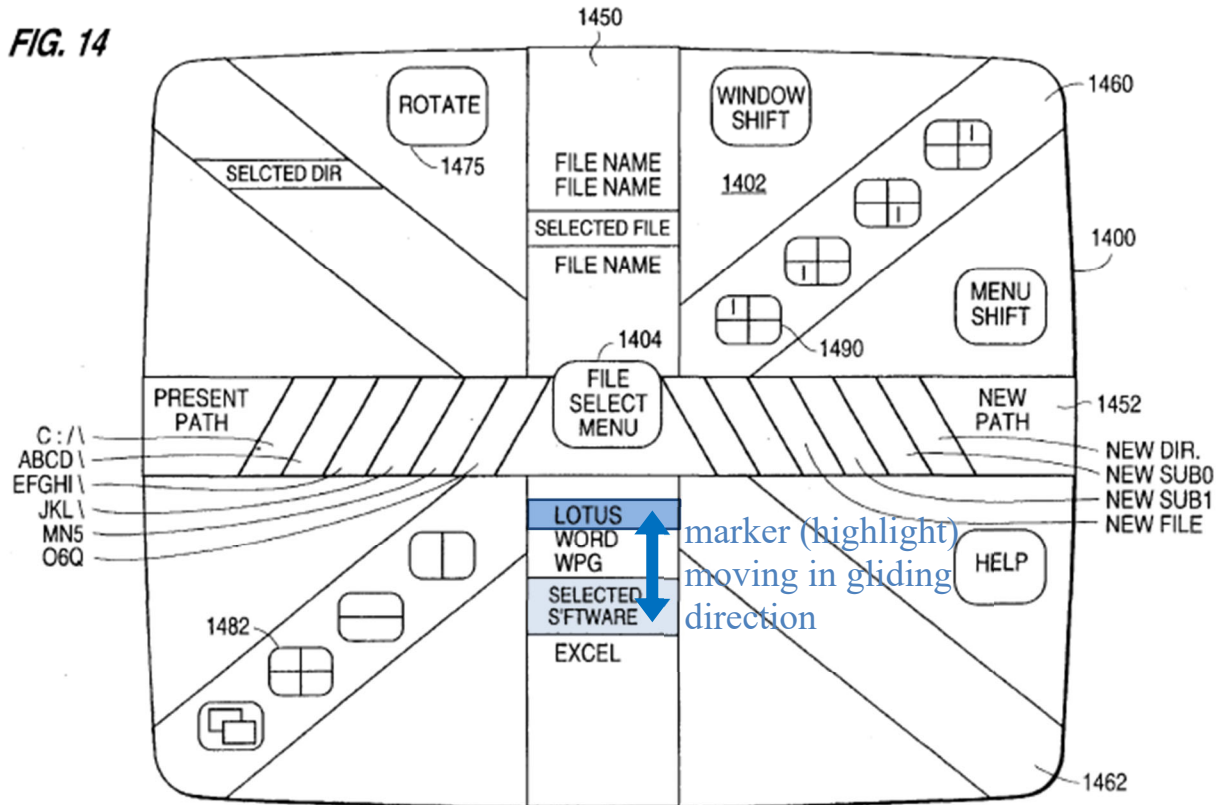 FIG. 14
1450
1460
ROTATE
WINDOW
SHIFT
1475
SELCTED DIR
FILE NAME
FILE NAME
1402
SELECTED FILE
FILE NAME
1400
MENU
SHIFT
1490
1404
FILE
SELECT
MENU
PRESENT
PATH
NEW
PATH
1452
C:/\
ABCD\
EFGHI\
JKL\
MN5
O6Q
NEW DIR.
NEW SUB0
NEW SUB1
NEW FILE
LOTUS
WORD
WPG
SELECTED
S'FTWARE
EXCEL
marker (highlight)
moving in gliding
direction
HELP
1482
1462